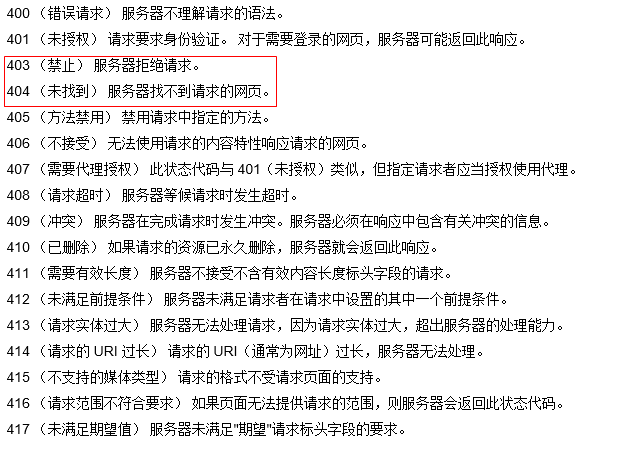 400 （错误请求） 服务器不理解请求的语法。
401 （未授权） 请求要求身份验证。 对于需要登录的网页，服务器可能返回此响应。
403 （禁止） 服务器拒绝请求。
404 （未找到） 服务器找不到请求的网页。
405 （方法禁用） 禁用请求中指定的方法。
406 （不接受） 无法使用请求的内容特性响应请求的网页。
407 （需要代理授权） 此状态代码与 401（未授权）类似，但指定请求者应当授权使用代理。
408 （请求超时） 服务器等候请求时发生超时。
409 （冲突） 服务器在完成请求时发生冲突。服务器必须在响应中包含有关冲突的信息。
410 （已删除） 如果请求的资源已永久删除，服务器就会返回此响应。
411 （需要有效长度） 服务器不接受不含有效内容长度标头字段的请求。
412 （未满足前提条件） 服务器未满足请求者在请求中设置的其中一个前提条件。
413 （请求实体过大） 服务器无法处理请求，因为请求实体过大，超出服务器的处理能力。
414 （请求的 URI 过长） 请求的 URI（通常为网址）过长，服务器无法处理。
415 （不支持的媒体类型） 请求的格式不受请求页面的支持。
416 （请求范围不符合要求） 如果页面无法提供请求的范围，则服务器会返回此状态代码。
417 （未满足期望值） 服务器未满足"期望"请求标头字段的要求。